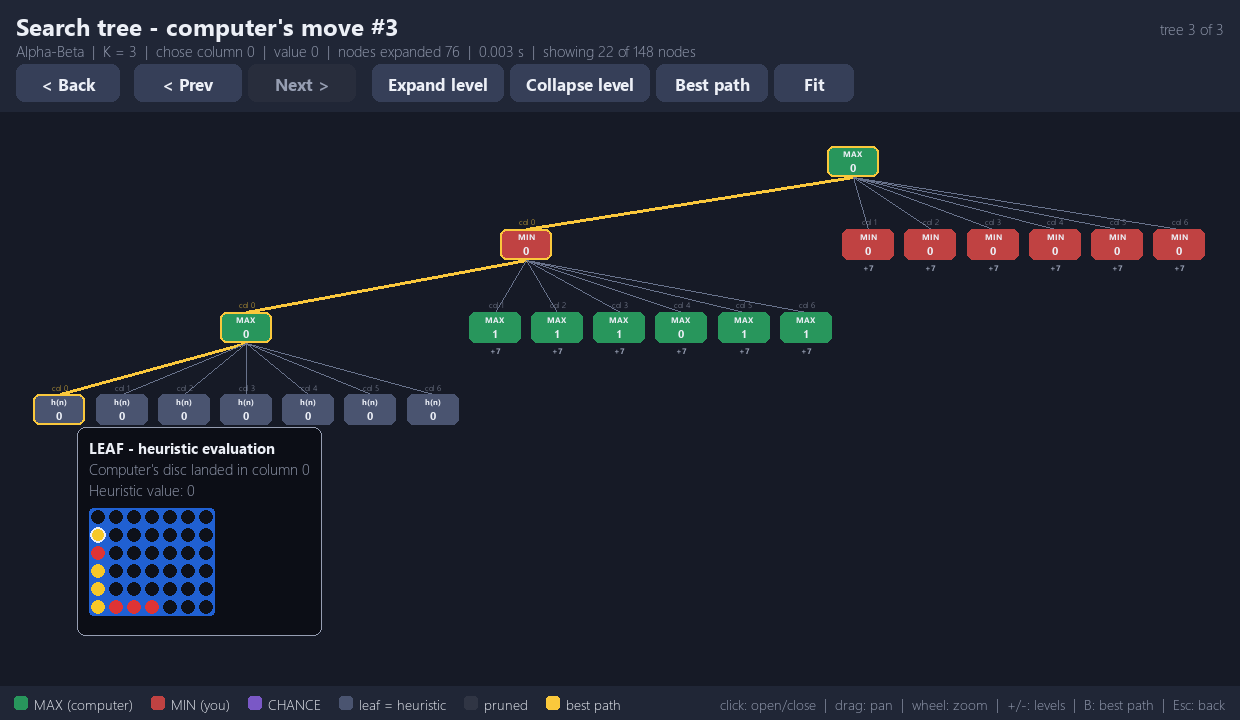 Search tree - computer's move #3
tree 3 of 3
Alpha-Beta | K = 3 | chose column 0 | value 0 | nodes expanded 76 | 0.003 s | showing 22 of 148 nodes
< Back < Prev Next > Expand level Collapse level Best path Fit
MAX
0
col 0 col 1 col 2 col 3 col 4 col 5 col 6
MIN MIN MIN MIN MIN MIN MIN
0 0 0 0 0 0 0
+7 +7 +7 +7 +7 +7
col 0 col 1 col 2 col 3 col 4 col 5 col 6
MAX MAX MAX MAX MAX MAX MAX
0 1 1 1 0 1 1
+7 +7 +7 +7 +7 +7
col 0 col 1 col 2 col 3 col 4 col 5 col 6
h(n) h(n) h(n) h(n) h(n) h(n) h(n)
0 0 0 0 0 0 0
LEAF - heuristic evaluation
Computer's disc landed in column 0
Heuristic value: 0
MAX (computer) MIN (you) CHANCE leaf = heuristic pruned best path
click: open/close | drag: pan | wheel: zoom | +/-: levels | B: best path | Esc: back